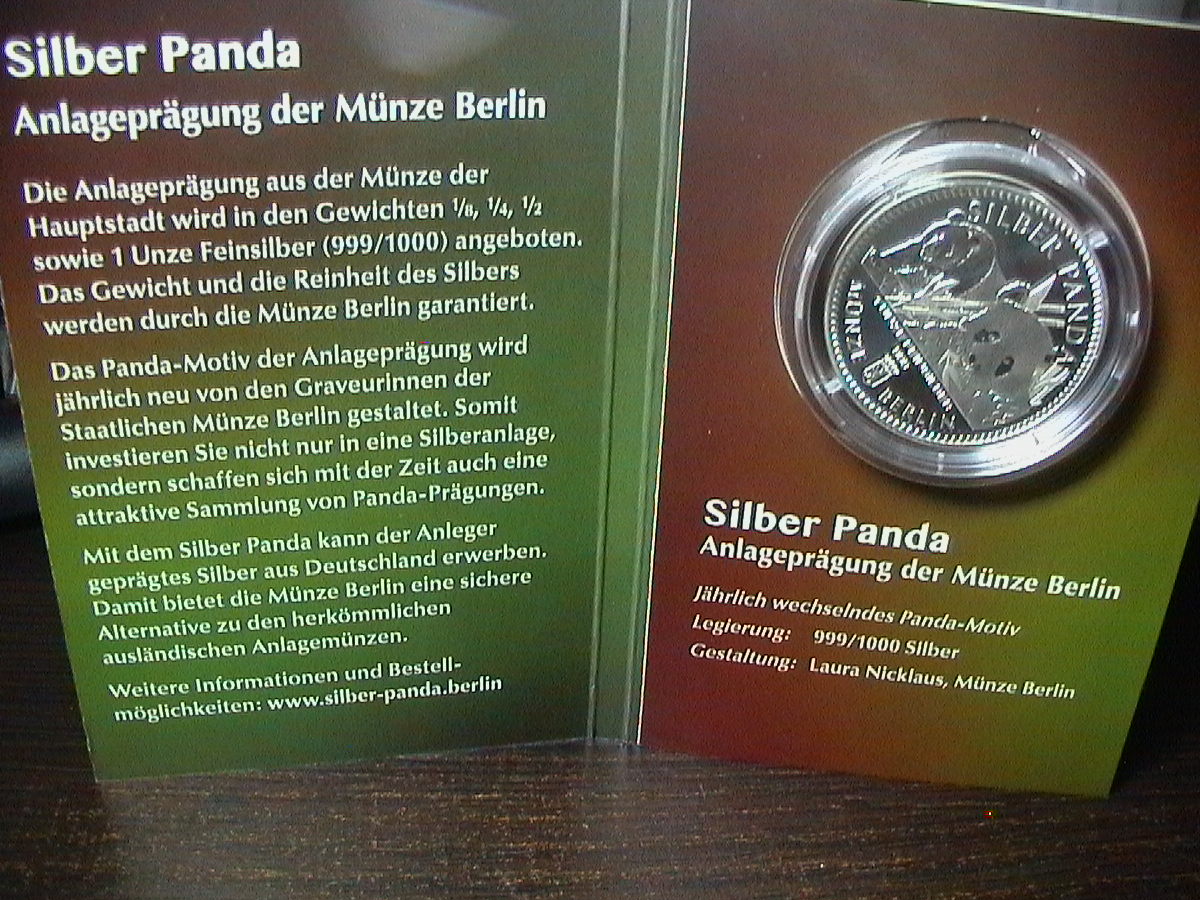 Silber Panda
Anlageprägung der Münze Berlin
Die Anlageprägung aus der Münze der
Hauptstadt wird in den Gewichten ⅛, ¼, ½
sowie 1 Unze Feinsilber (999/1000) angeboten.
Das Gewicht und die Reinheit des Silbers
werden durch die Münze Berlin garantiert.
Das Panda-Motiv der Anlageprägung wird
jährlich neu von den Graveurinnen der
Staatlichen Münze Berlin gestaltet. Somit
investieren Sie nicht nur in eine Silberanlage,
sondern schaffen sich mit der Zeit auch eine
attraktive Sammlung von Panda-Prägungen.
Mit dem Silber Panda kann der Anleger
geprägtes Silber aus Deutschland erwerben.
Damit bietet die Münze Berlin eine sichere
Alternative zu den herkömmlichen
ausländischen Anlagemünzen.
Weitere Informationen und Bestell-
möglichkeiten: www.silber-panda.berlin
SILBER PANDA
MÜNZE BERLIN
Silber Panda
Anlageprägung der Münze Berlin
Jährlich wechselndes Panda-Motiv
Legierung: 999/1000 Silber
Gestaltung: Laura Nicklaus, Münze Berlin